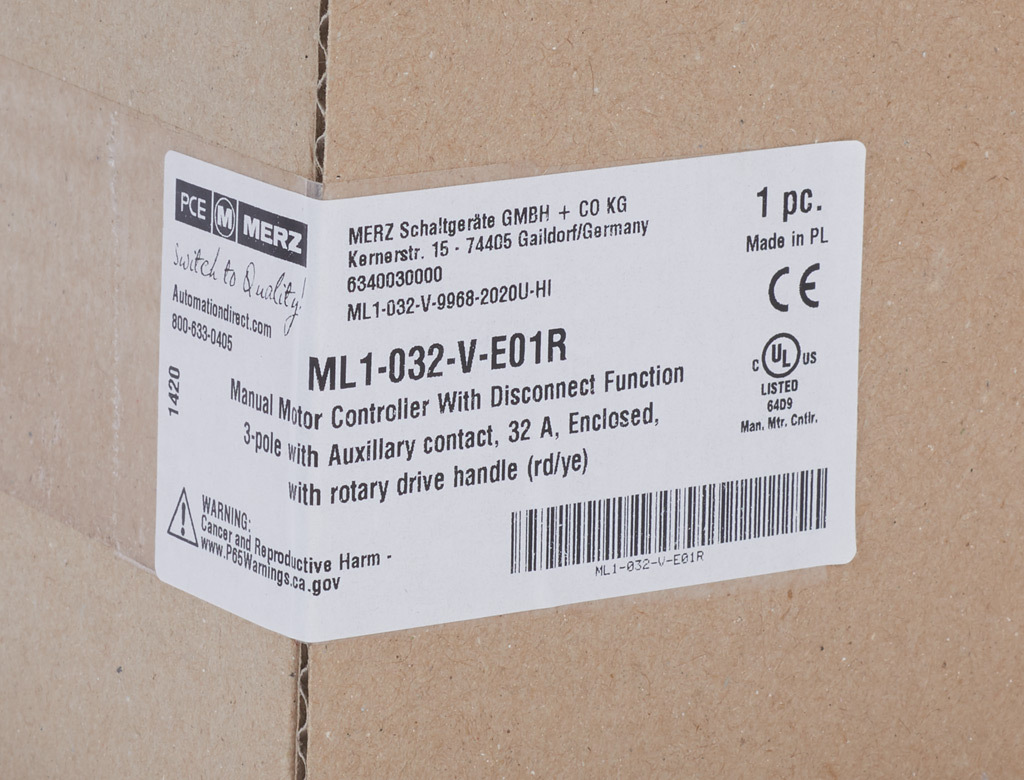 PCE M MERZ
Switch to Quality!
Automationdirect.com
800-633-0405
1420
MERZ Schaltgeräte GMBH + CO KG
Kernerstr. 15 - 74405 Gaildorf/Germany
6340030000
ML1-032-V-9968-2020U-HI
1 pc.
Made in PL
CE
ML1-032-V-E01R
Manual Motor Controller With Disconnect Function
3-pole with Auxillary contact, 32 A, Enclosed,
with rotary drive handle (rd/ye)
c UL US
LISTED
64D9
Man. Mtr. Cntlr.
WARNING:
Cancer and Reproductive Harm -
www.P65Warnings.ca.gov
ML1-032-V-E01R